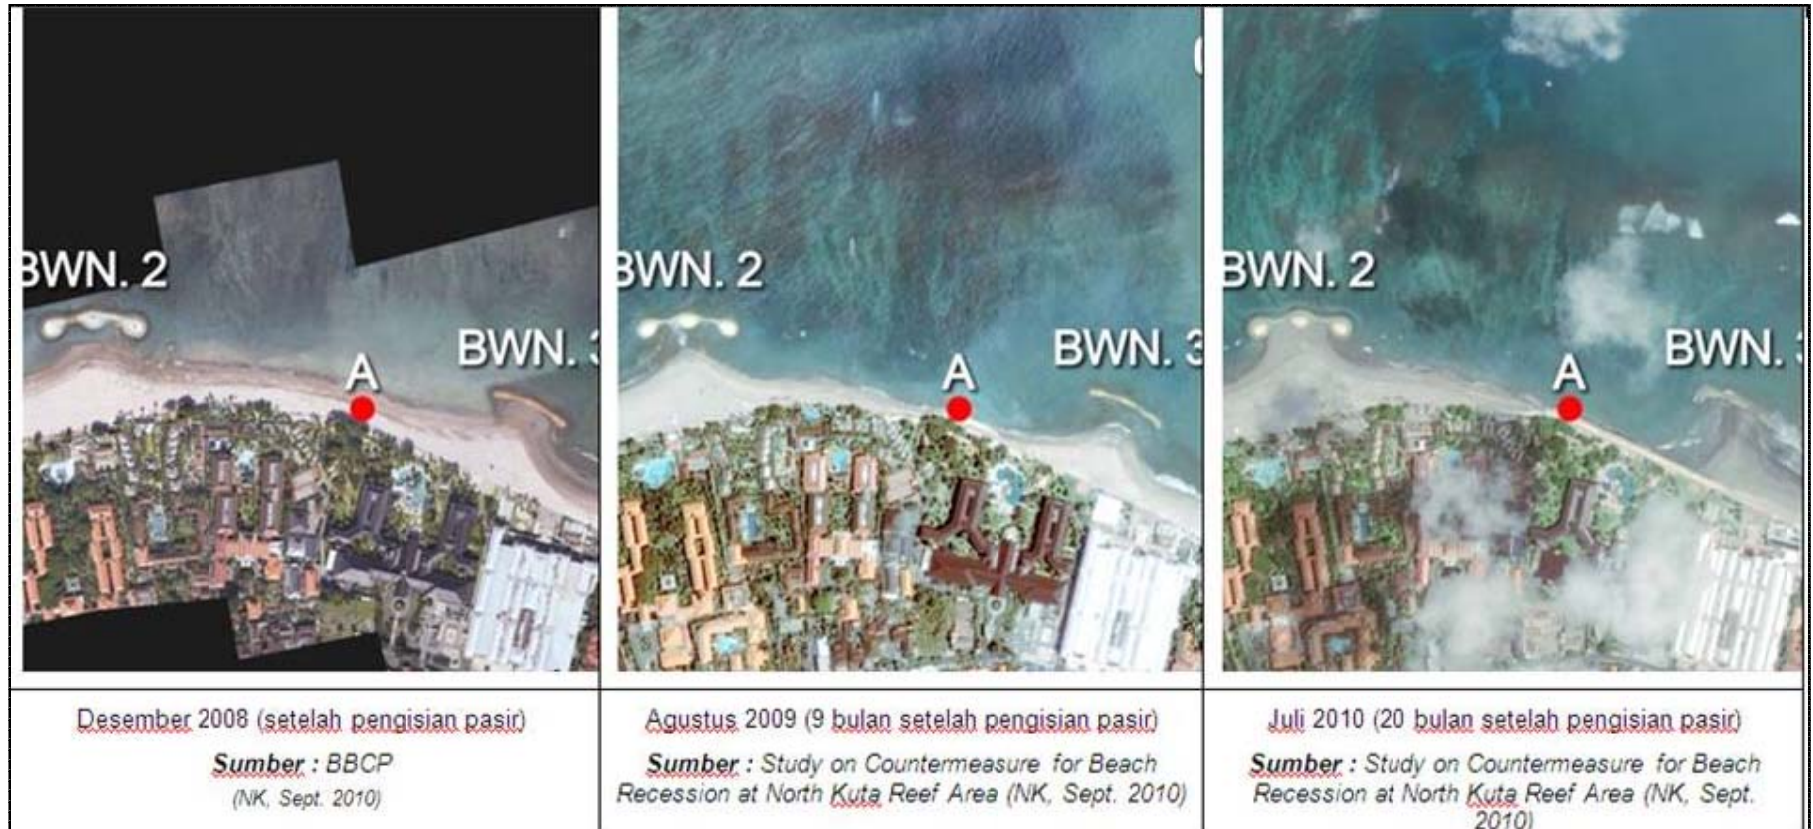 BWN. 2
A
BWN. 3
BWN. 2
A
BWN. 3
BWN. 2
A
BWN. 3
Desember 2008 (setelah pengisian pasir)
Sumber : BBCP
(NK, Sept. 2010)
Agustus 2009 (9 bulan setelah pengisian pasir)
Sumber : Study on Countermeasure for Beach
Recession at North Kuta Reef Area (NK, Sept. 2010)
Juli 2010 (20 bulan setelah pengisian pasir)
Sumber : Study on Countermeasure for Beach
Recession at North Kuta Reef Area (NK, Sept.
2010)